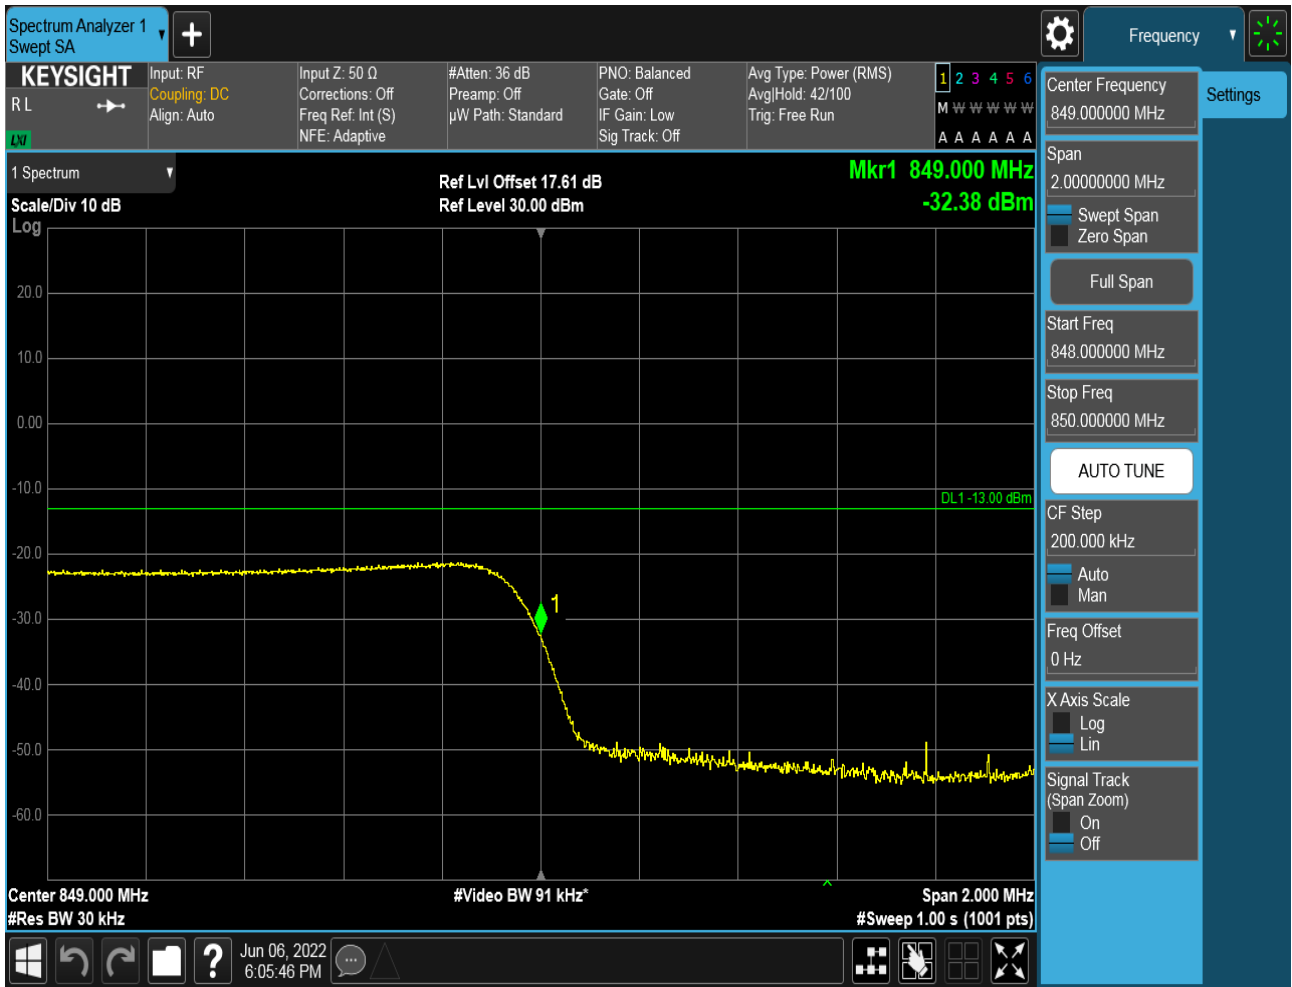 Spectrum Analyzer 1
Swept SA
Frequency
KEYSIGHT
R L
LXI
Input: RF
Coupling: DC
Align: Auto
Input Z: 50 Ω
Corrections: Off
Freq Ref: Int (S)
NFE: Adaptive
#Atten: 36 dB
Preamp: Off
µW Path: Standard
PNO: Balanced
Gate: Off
IF Gain: Low
Sig Track: Off
Avg Type: Power (RMS)
Avg|Hold: 42/100
Trig: Free Run
1 2 3 4 5 6
M W W W W W
A A A A A A
1 Spectrum
Scale/Div 10 dB
Log
Ref Lvl Offset 17.61 dB
Ref Level 30.00 dBm
Mkr1 849.000 MHz
-32.38 dBm
20.0
10.0
0.00
-10.0
-20.0
-30.0
-40.0
-50.0
-60.0
DL1 -13.00 dBm
1
Center 849.000 MHz
#Res BW 30 kHz
#Video BW 91 kHz*
Span 2.000 MHz
#Sweep 1.00 s (1001 pts)
Jun 06, 2022
6:05:46 PM
Center Frequency
849.000000 MHz
Settings
Span
2.00000000 MHz
Swept Span
Zero Span
Full Span
Start Freq
848.000000 MHz
Stop Freq
850.000000 MHz
AUTO TUNE
CF Step
200.000 kHz
Auto
Man
Freq Offset
0 Hz
X Axis Scale
Log
Lin
Signal Track
(Span Zoom)
On
Off